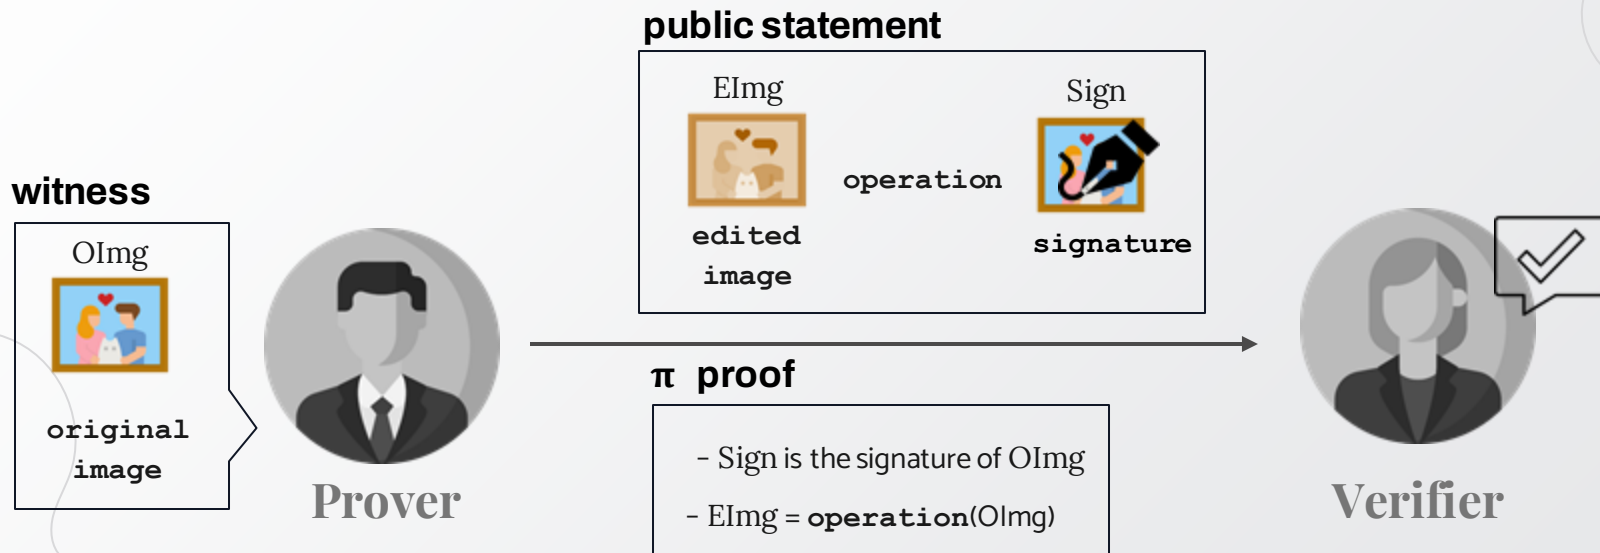 public statement
EImg
Sign
operation
edited
image
signature
witness
OImg
original
image
Prover
π proof
- Sign is the signature of OImg
- EImg = operation(OImg)
Verifier